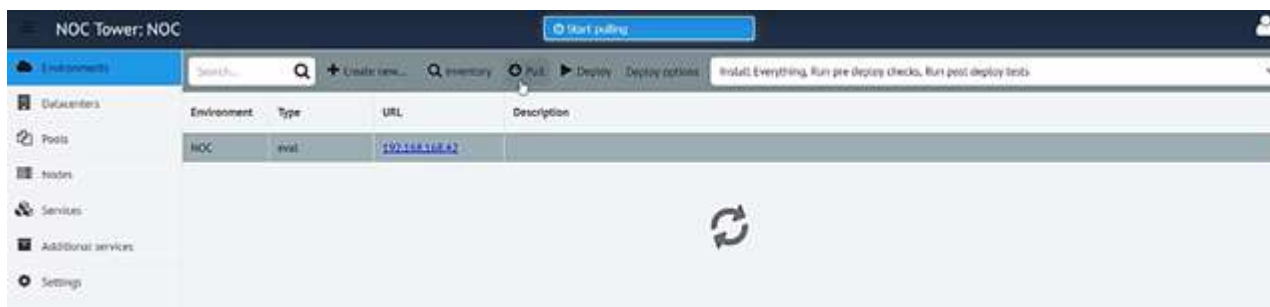 NOC Tower: NOC
Start pulling
Environments
Search... Create new... Inventory Pull Deploy Deploy options Install Everything, Run pre deploy checks, Run post deploy tests
Datacenters
Environment Type URL Description
Pools
NOC eval 192.168.168.42
Nodes
Services
Additional services
Settings